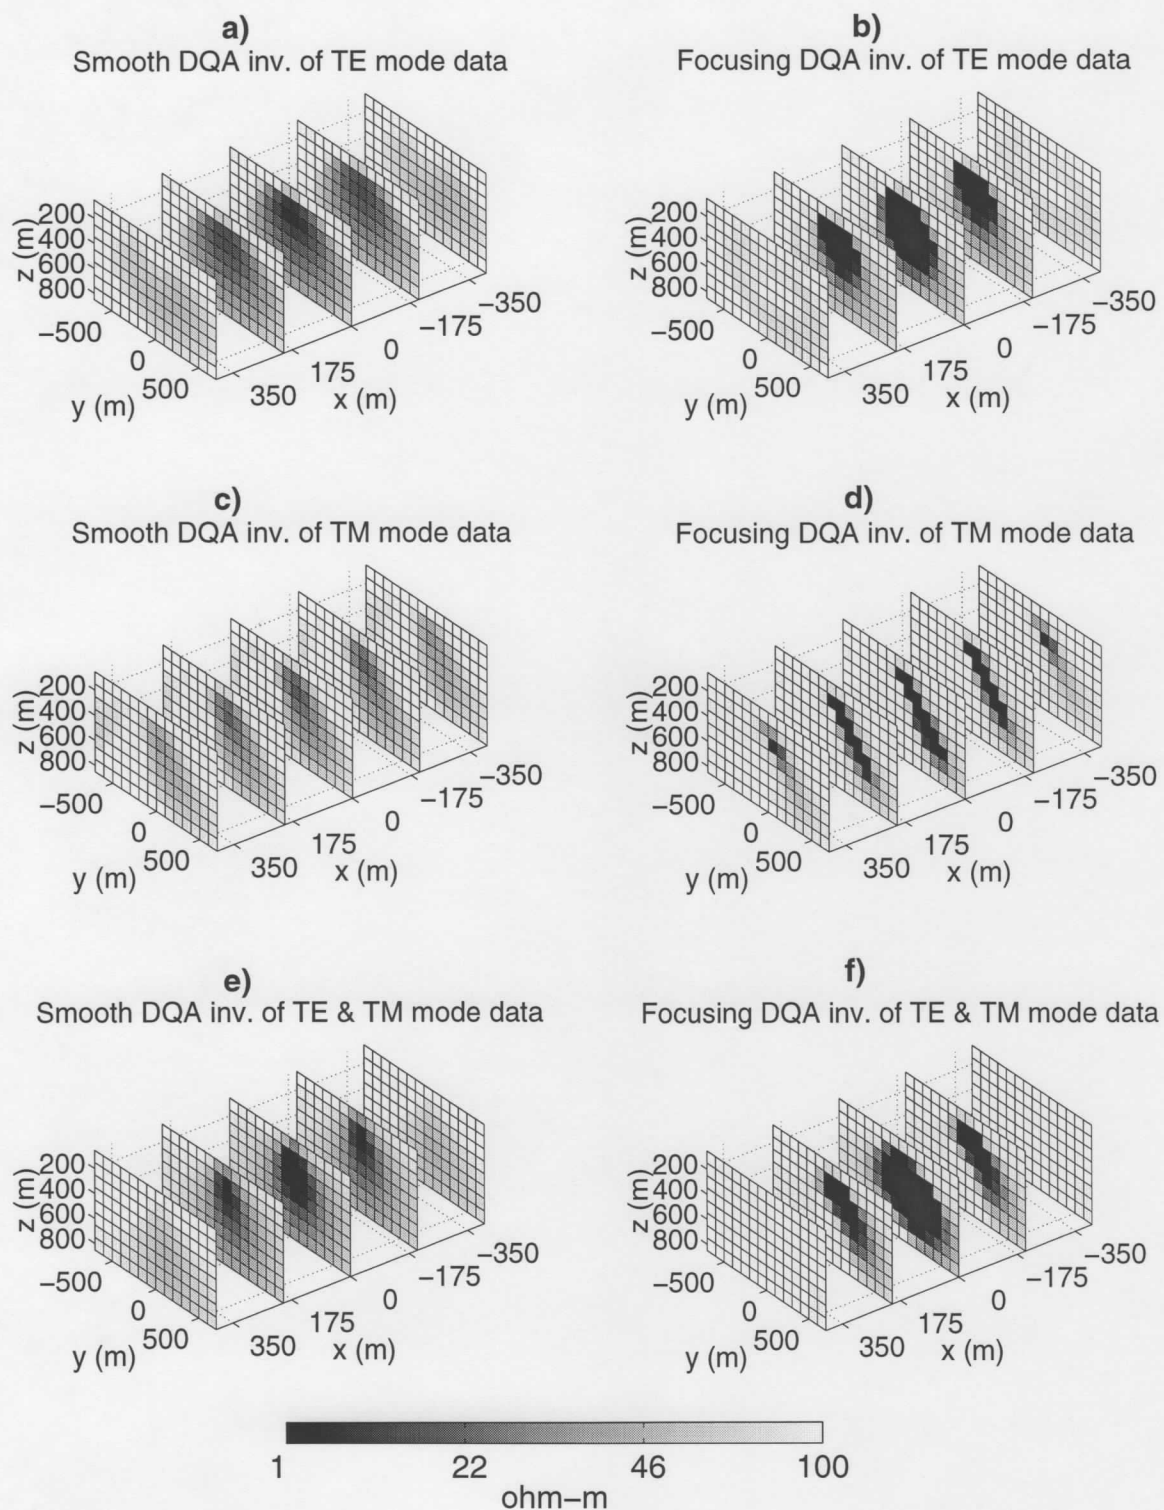 a)
Smooth DQA inv. of TE mode data
200
400
600
800
z (m)
−500
0
500
y (m)
350
175
0
−175
−350
x (m)
b)
Focusing DQA inv. of TE mode data
200
400
600
800
z (m)
−500
0
500
y (m)
350
175
0
−175
−350
x (m)
c)
Smooth DQA inv. of TM mode data
200
400
600
800
z (m)
−500
0
500
y (m)
350
175
0
−175
−350
x (m)
d)
Focusing DQA inv. of TM mode data
200
400
600
800
z (m)
−500
0
500
y (m)
350
175
0
−175
−350
x (m)
e)
Smooth DQA inv. of TE & TM mode data
200
400
600
800
z (m)
−500
0
500
y (m)
350
175
0
−175
−350
x (m)
f)
Focusing DQA inv. of TE & TM mode data
200
400
600
800
z (m)
−500
0
500
y (m)
350
175
0
−175
−350
x (m)
1 22 46 100
ohm−m